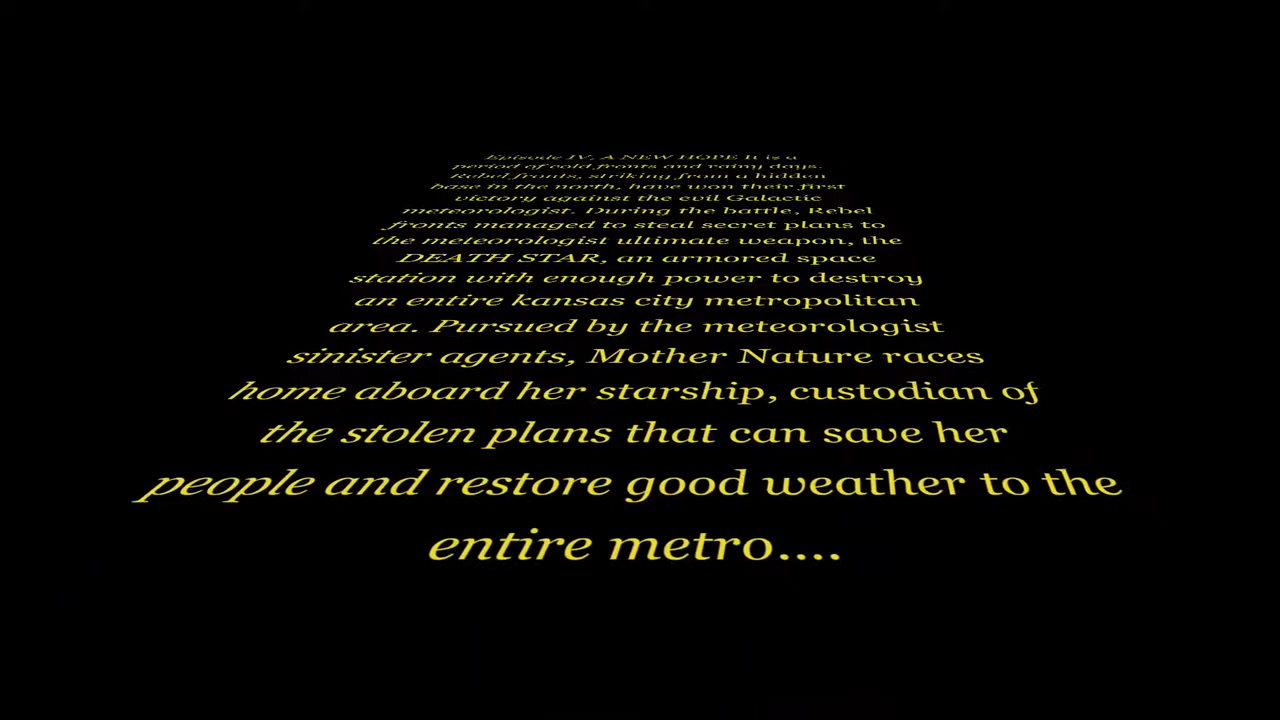 Episode IV, A NEW HOPE It is a
period of cold fronts and rainy days.
Rebel fronts, striking from a hidden
base in the north, have won their first
victory against the evil Galactic
meteorologist. During the battle, Rebel
fronts managed to steal secret plans to
the meteorologist ultimate weapon, the
DEATH STAR, an armored space
station with enough power to destroy
an entire kansas city metropolitan
area. Pursued by the meteorologist
sinister agents, Mother Nature races
home aboard her starship, custodian of
the stolen plans that can save her
people and restore good weather to the
entire metro....